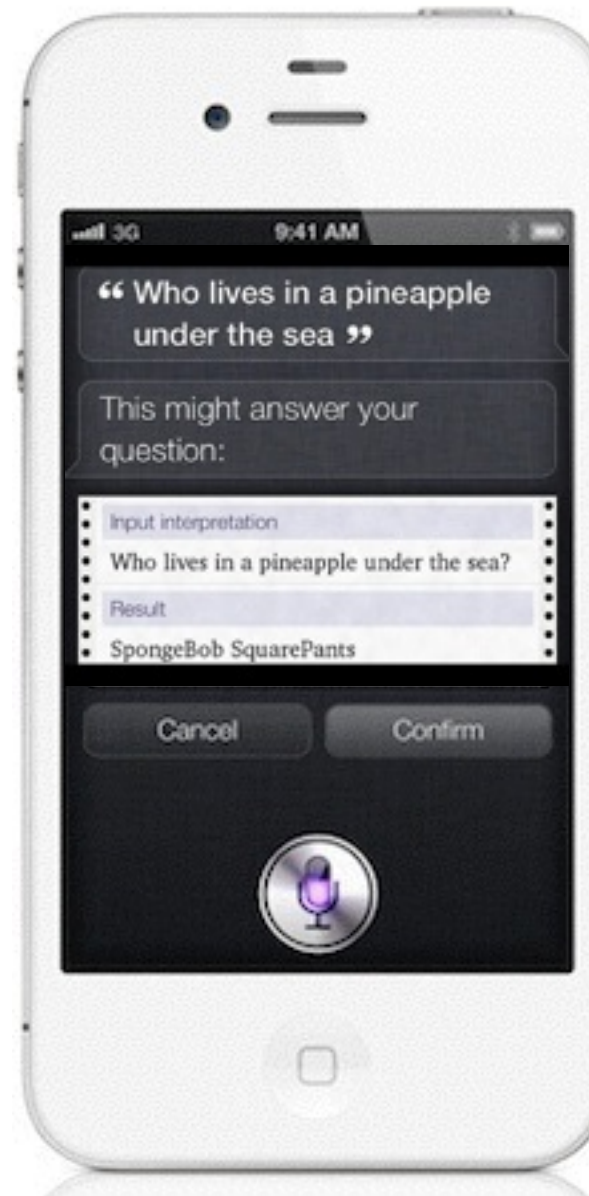 3G 9:41 AM
“ Who lives in a pineapple
under the sea ”
This might answer your
question:
Input interpretation
Who lives in a pineapple under the sea?
Result
SpongeBob SquarePants
Cancel Confirm